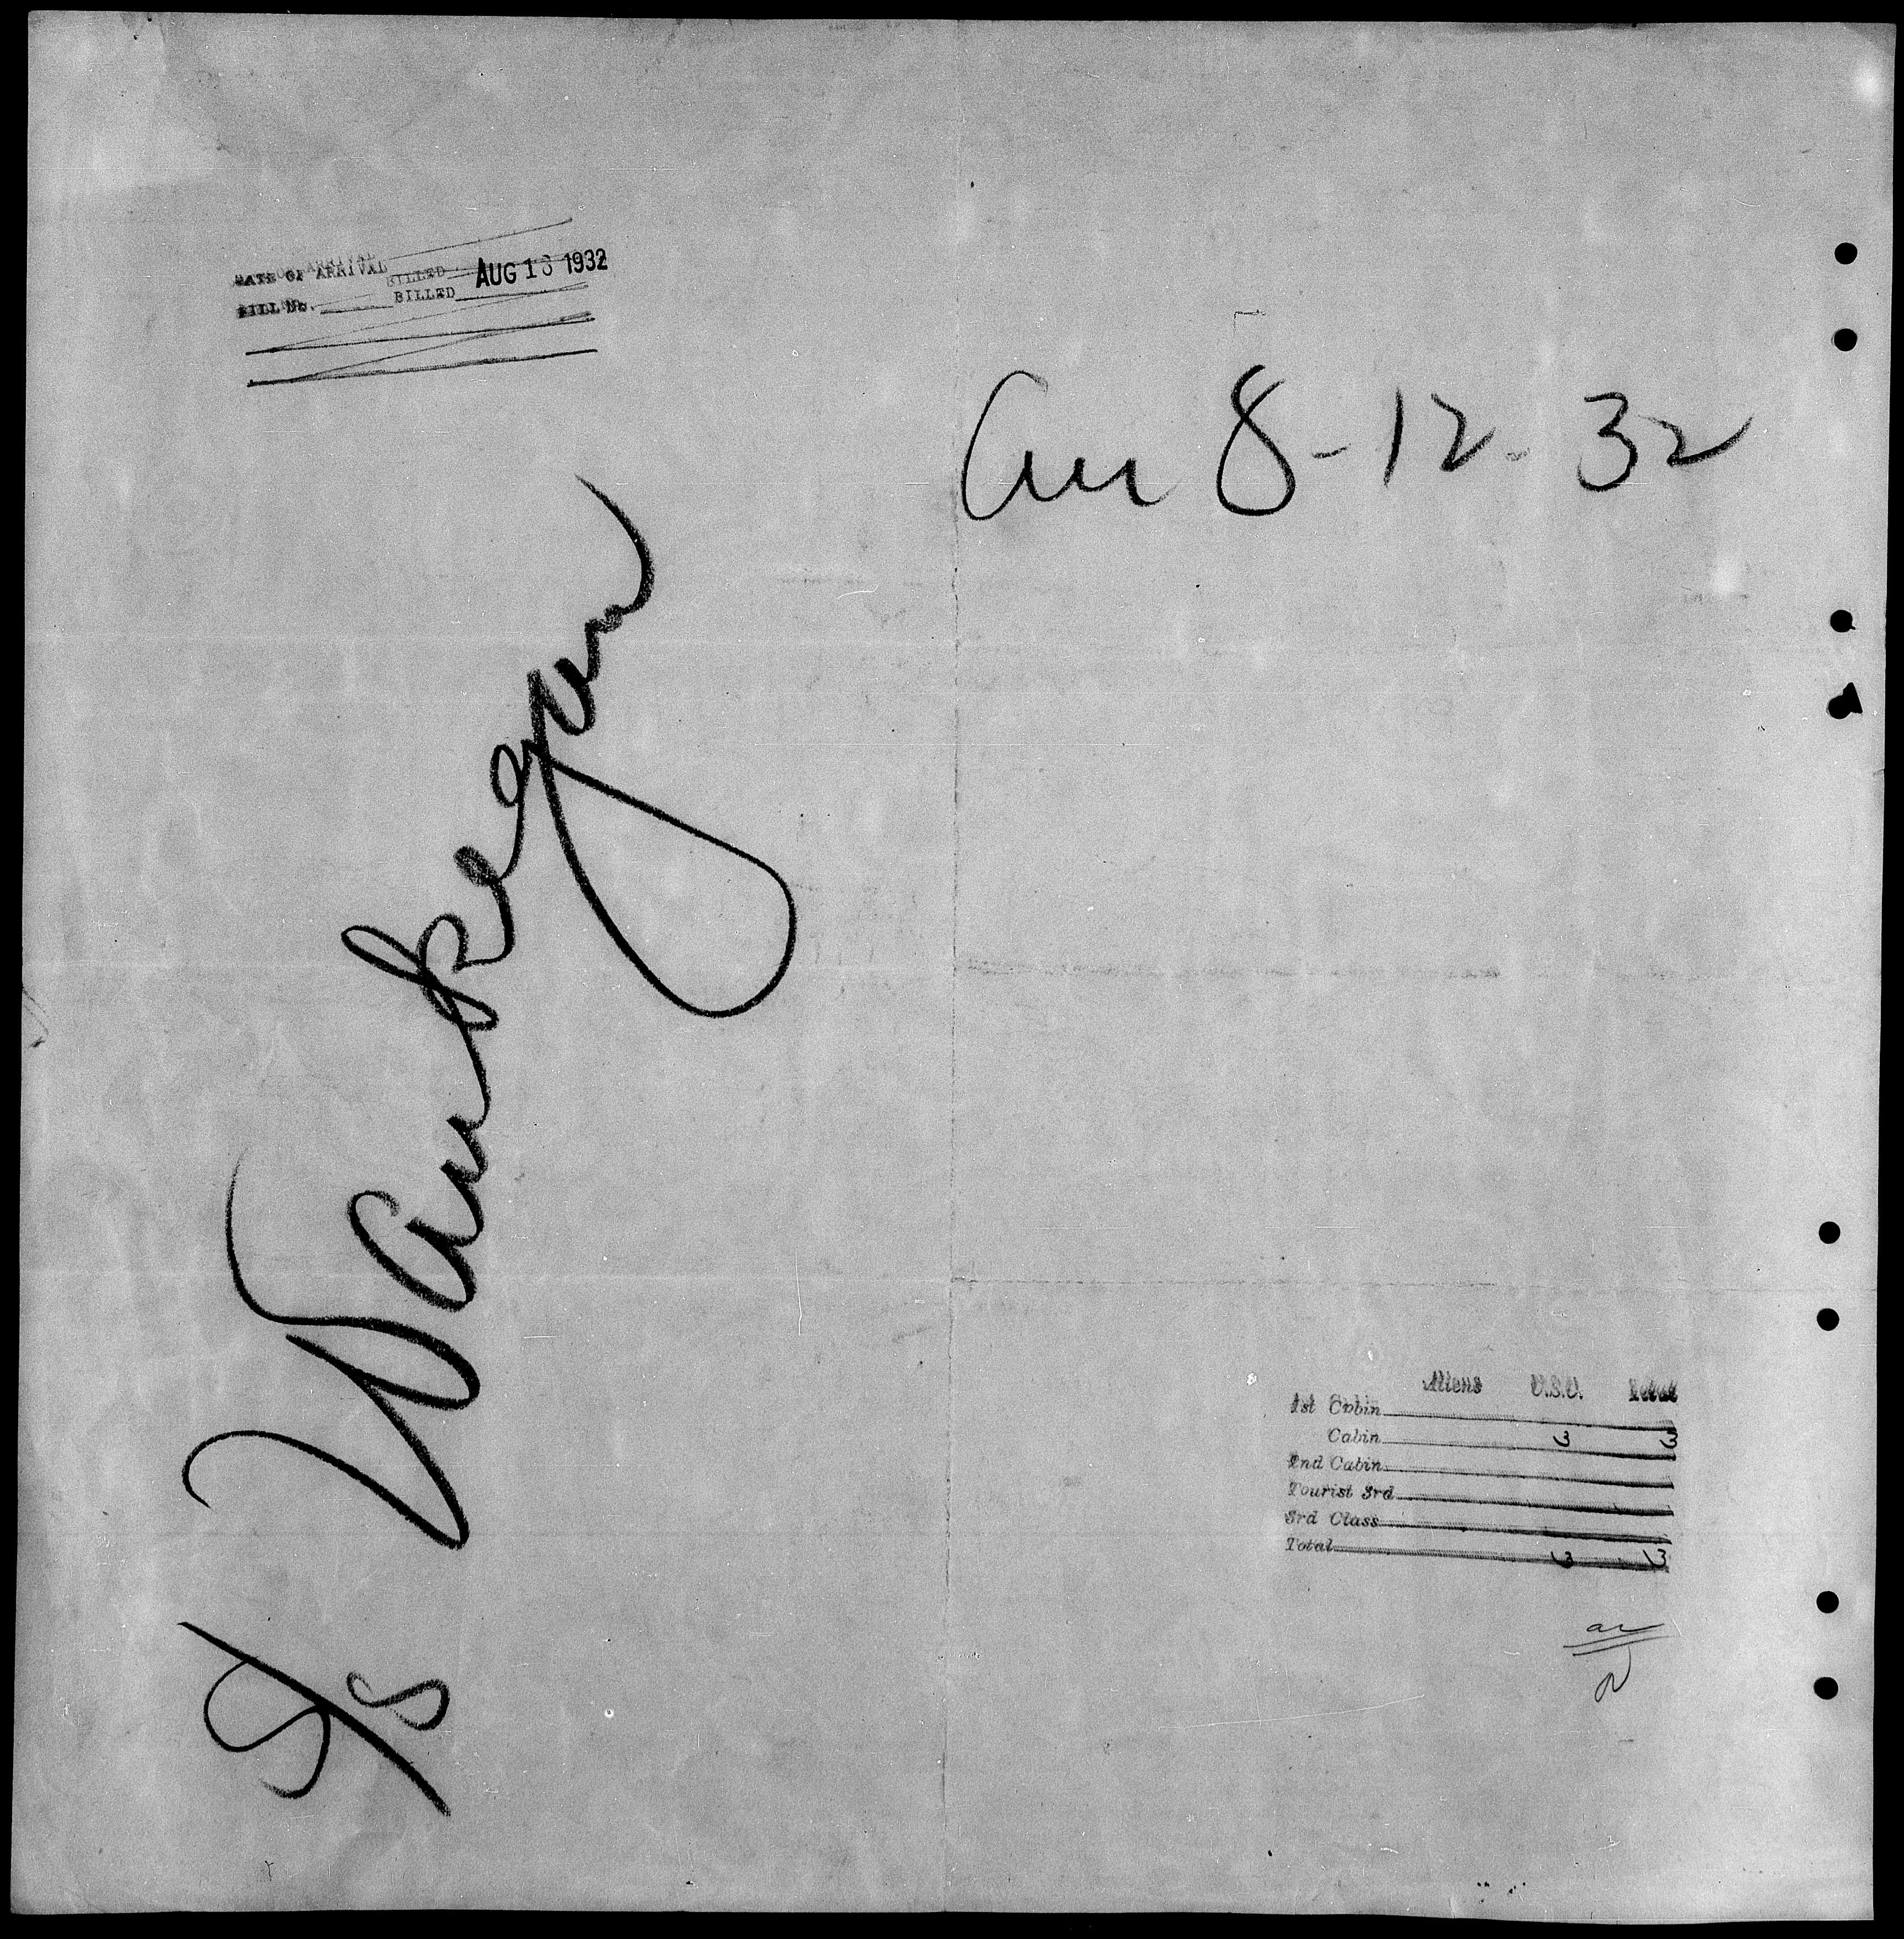 DATE OF ARRIVAL
BILLED AUG 13 1932
BILL No. BILLED
Arr 8-12-32
S/S Waukegan
Aliens U.S.C. Total
1st Cabin
Cabin 3 3
2nd Cabin
Tourist 3rd
3rd Class
Total 3 3